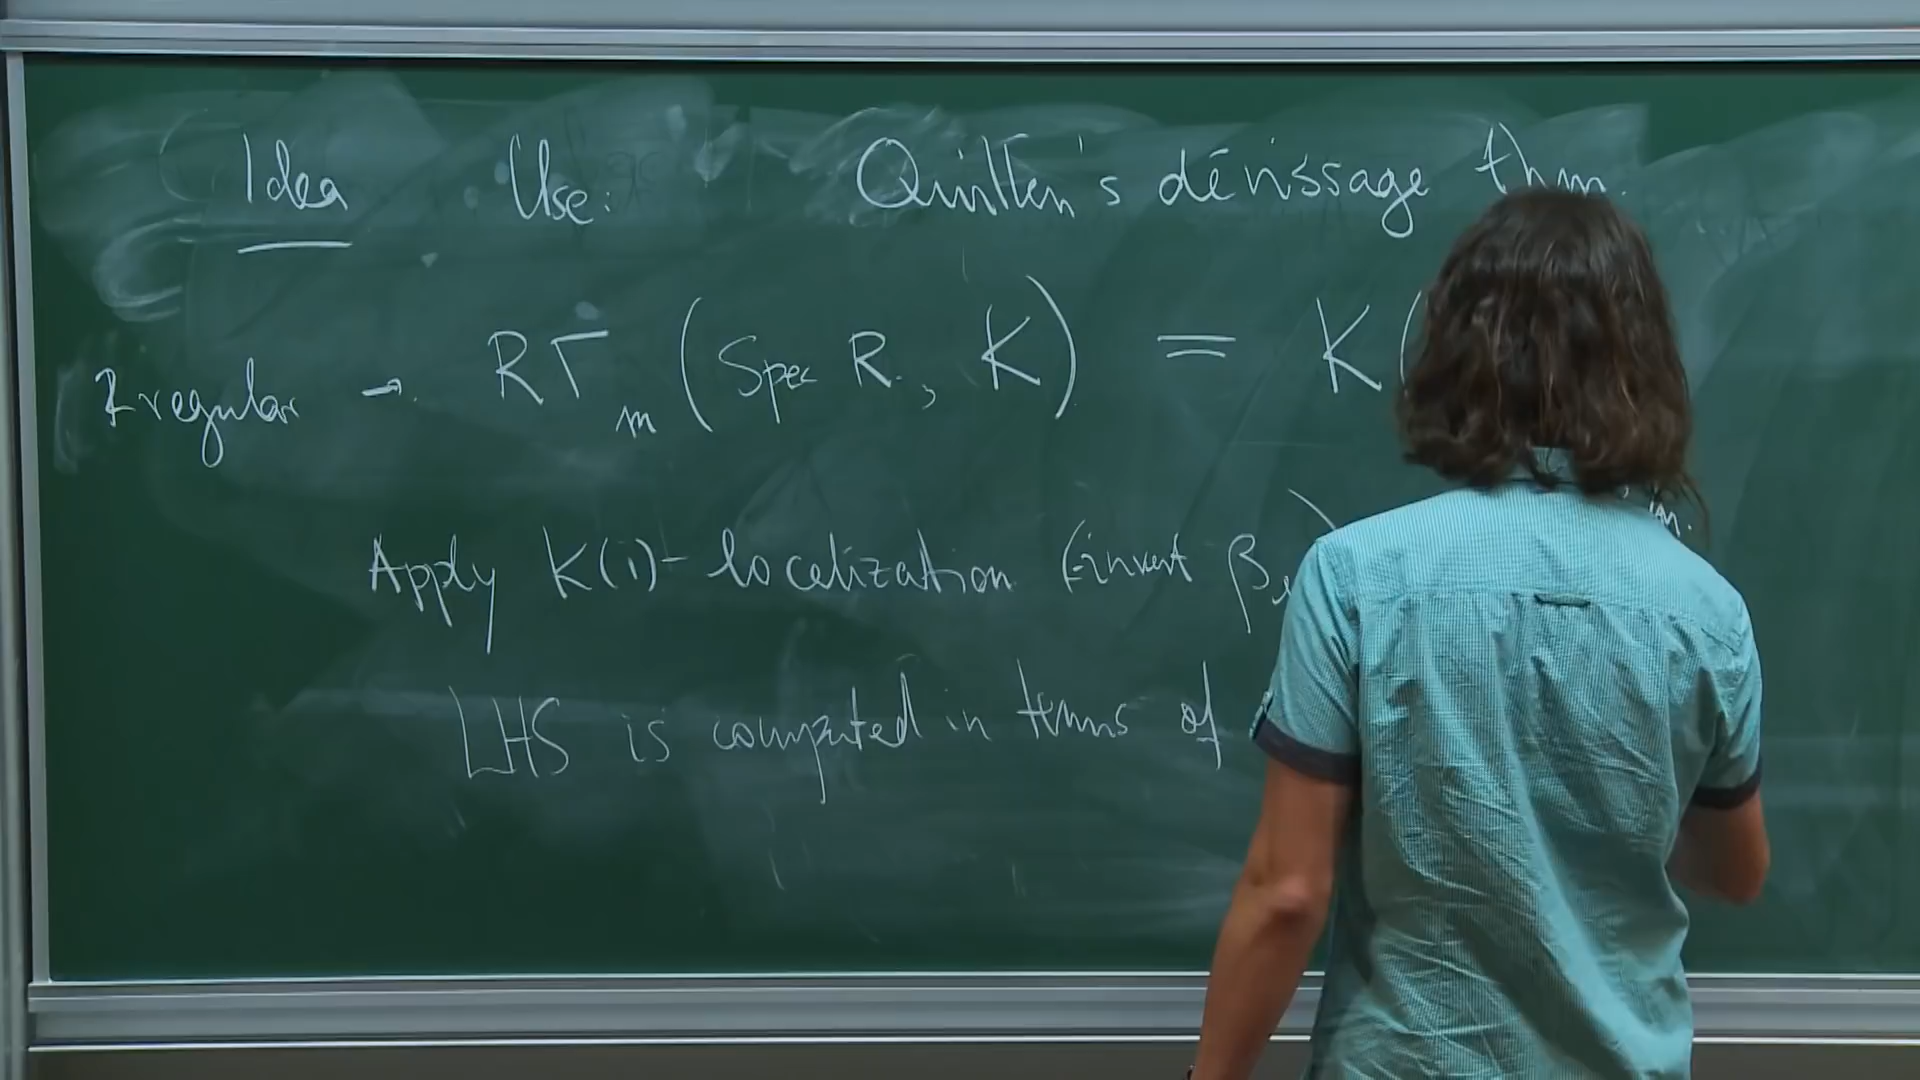 Idea Use: Quillen's dévissage thm.
R regular → RΓ_m (Spec R, K) = K(
Apply K(1)-localization (invert β
LHS is computed in terms of